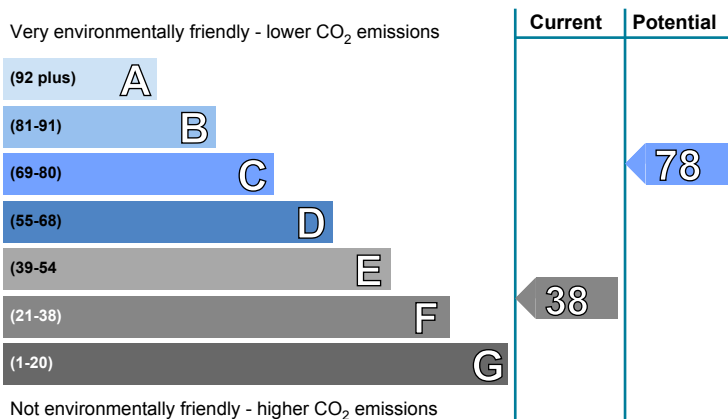 Current Potential
Very environmentally friendly - lower CO2 emissions
(92 plus) A
(81-91) B
(69-80) C
78
(55-68) D
(39-54 E
38
(21-38) F
(1-20) G
Not environmentally friendly - higher CO2 emissions